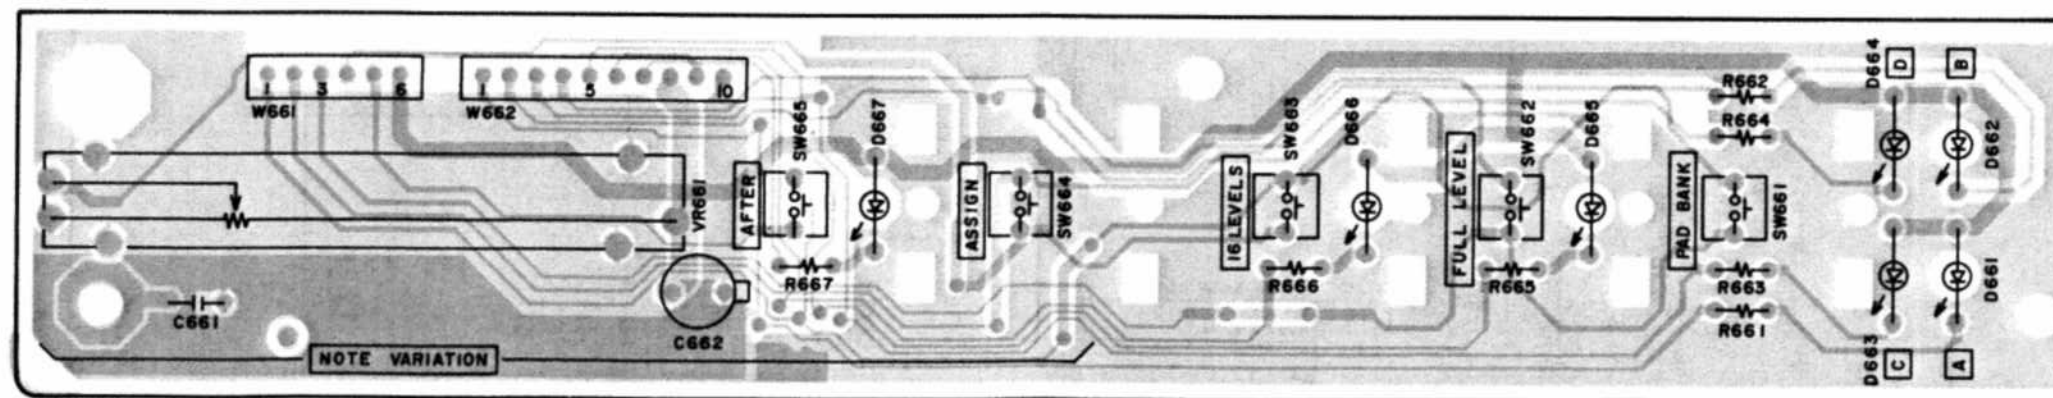 1 3 6
W661
1 5 10
W662
SW665
D667
AFTER
VR661
R667
C661
C662
NOTE VARIATION
ASSIGN
SW664
16 LEVELS
SW663
D666
R666
FULL LEVEL
SW662
D665
R665
PAD BANK
SW661
R662
R664
R663
R661
D664
D
B
D662
D661
D663
C
A